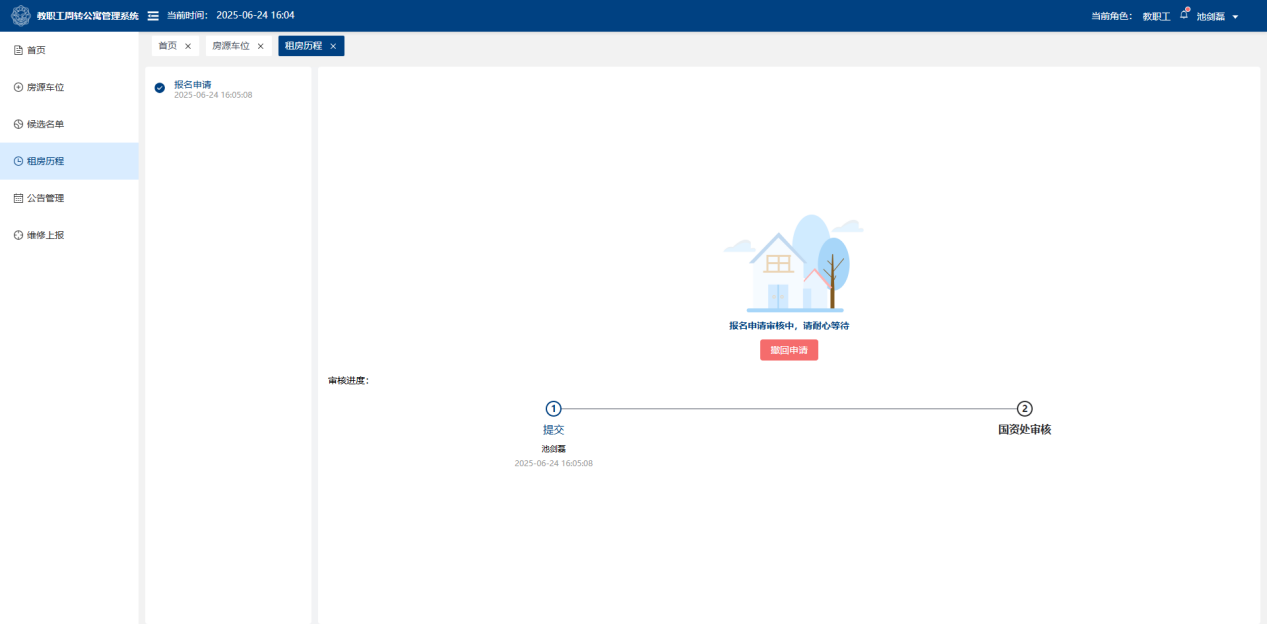 教职工周转公寓管理系统 当前时间： 2025-06-24 16:04 当前角色： 教职工 池剑磊
首页
房源车位
候选名单
租房历程
公告管理
维修上报
首页 × 房源车位 × 租房历程 ×
报名申请
2025-06-24 16:05:08
报名申请审核中，请耐心等待
撤回申请
审核进度：
1 2
提交 国资处审核
池剑磊
2025-06-24 16:05:08